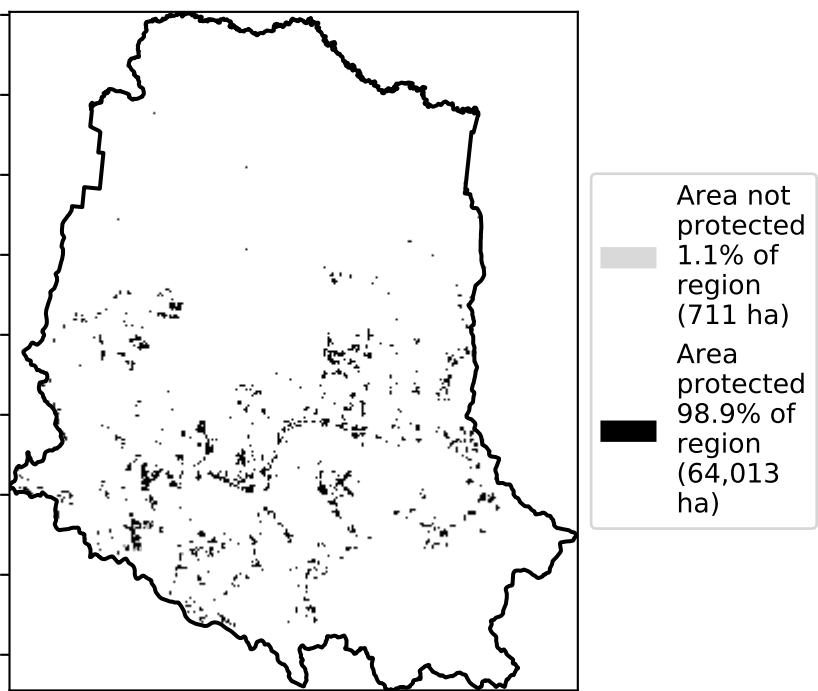 Area not
protected
1.1% of
region
(711 ha)
Area
protected
98.9% of
region
(64,013
ha)